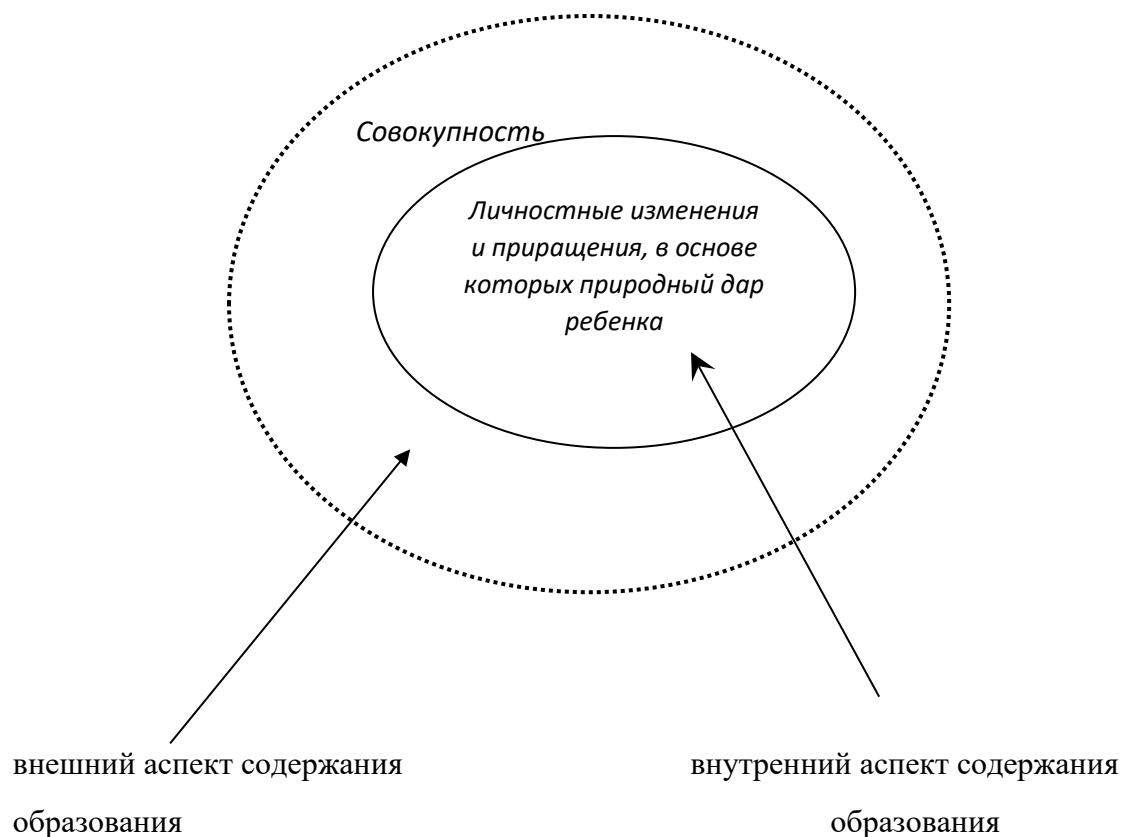 Совокупность
Личностные изменения
и приращения, в основе
которых природный дар
ребенка
внешний аспект содержания
образования
внутренний аспект содержания
образования